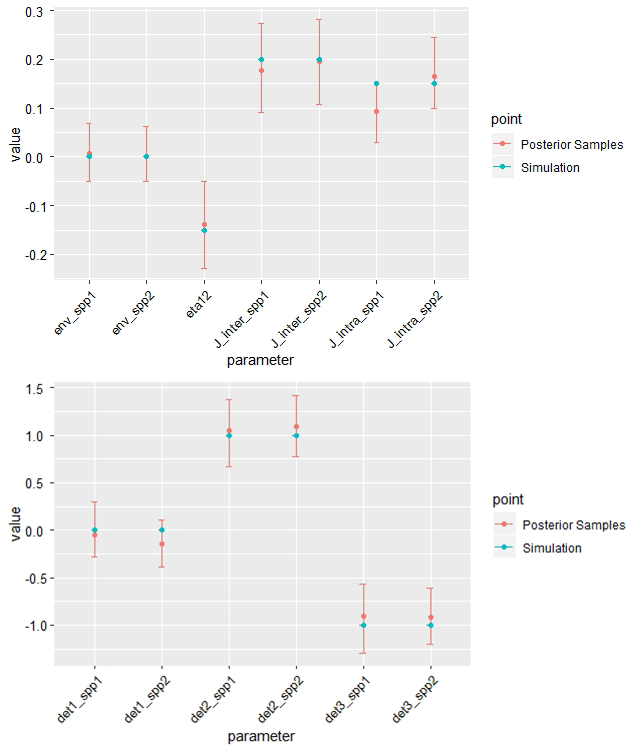 0.3
0.2
0.1
0.0
-0.1
-0.2
value
env_spp1
env_spp2
eta12
J_inter_spp1
J_inter_spp2
J_intra_spp1
J_intra_spp2
parameter
point
Posterior Samples
Simulation
1.5
1.0
0.5
0.0
-0.5
-1.0
value
det1_spp1
det1_spp2
det2_spp1
det2_spp2
det3_spp1
det3_spp2
parameter
point
Posterior Samples
Simulation